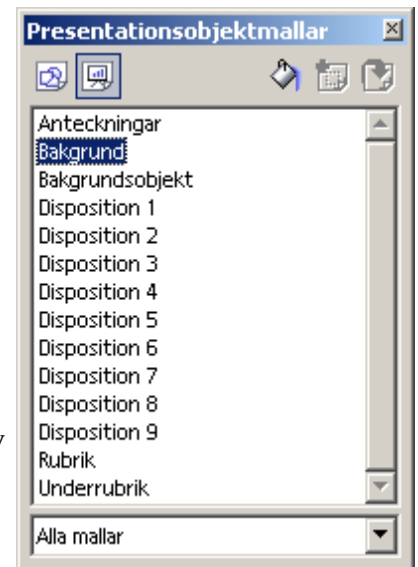 Presentationsobjektmallar
Anteckningar
Bakgrund
Bakgrundsobjekt
Disposition 1
Disposition 2
Disposition 3
Disposition 4
Disposition 5
Disposition 6
Disposition 7
Disposition 8
Disposition 9
Rubrik
Underrubrik
Alla mallar